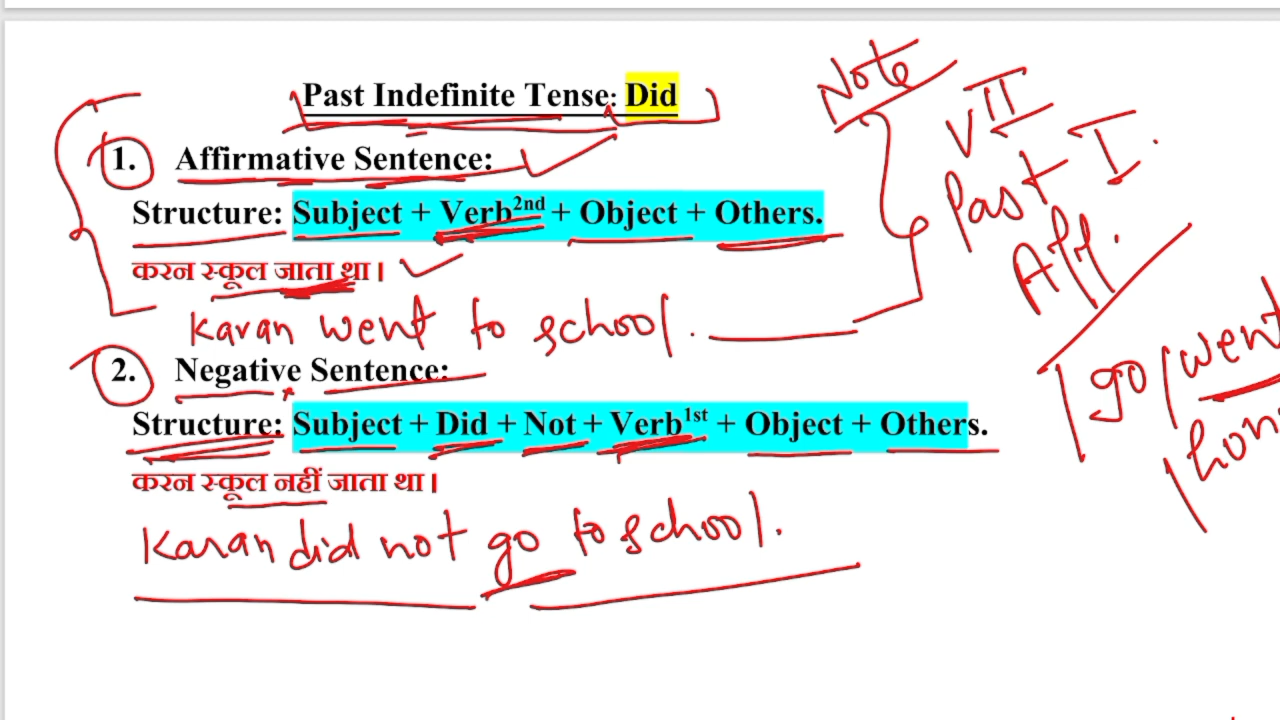 Past Indefinite Tense: Did
1. Affirmative Sentence:
Structure: Subject + Verb2nd + Object + Others.
करन स्कूल जाता था।
Karan went to school.
2. Negative Sentence:
Structure: Subject + Did + Not + Verb1st + Object + Others.
करन स्कूल नहीं जाता था।
Karan did not go to school.
Note
VII
Past I.
Aff.
go/went